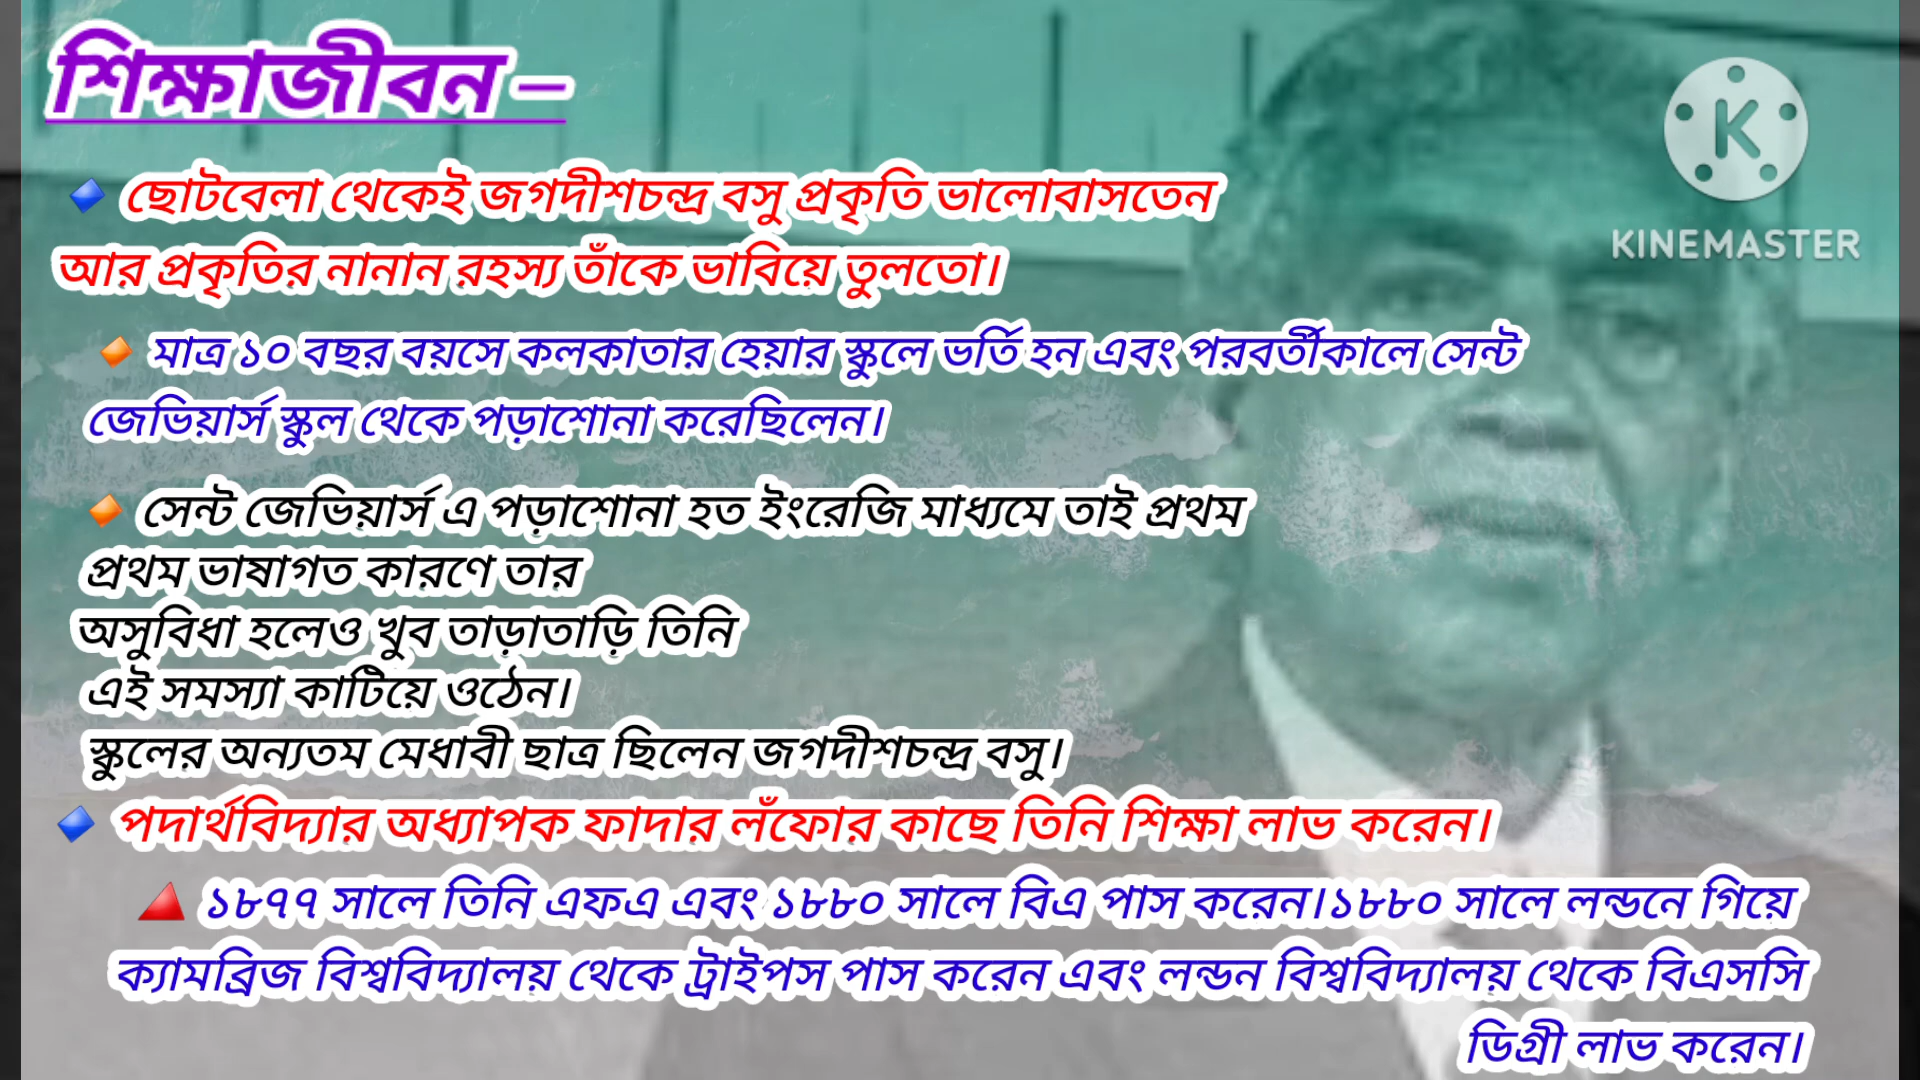 শিক্ষাজীবন –
ছোটবেলা থেকেই জগদীশচন্দ্র বসু প্রকৃতি ভালোবাসতেন
আর প্রকৃতির নানান রহস্য তাঁকে ভাবিয়ে তুলতো।
মাত্র ১০ বছর বয়সে কলকাতার হেয়ার স্কুলে ভর্তি হন এবং পরবর্তীকালে সেন্ট
জেভিয়ার্স স্কুল থেকে পড়াশোনা করেছিলেন।
সেন্ট জেভিয়ার্স এ পড়াশোনা হত ইংরেজি মাধ্যমে তাই প্রথম
প্রথম ভাষাগত কারণে তার
অসুবিধা হলেও খুব তাড়াতাড়ি তিনি
এই সমস্যা কাটিয়ে ওঠেন।
স্কুলের অন্যতম মেধাবী ছাত্র ছিলেন জগদীশচন্দ্র বসু।
পদার্থবিদ্যার অধ্যাপক ফাদার লঁফোর কাছে তিনি শিক্ষা লাভ করেন।
১৮৭৭ সালে তিনি এফএ এবং ১৮৮০ সালে বিএ পাস করেন।১৮৮০ সালে লন্ডনে গিয়ে
ক্যামব্রিজ বিশ্ববিদ্যালয় থেকে ট্রাইপস পাস করেন এবং লন্ডন বিশ্ববিদ্যালয় থেকে বিএসসি
ডিগ্রী লাভ করেন।
K
KINEMASTER